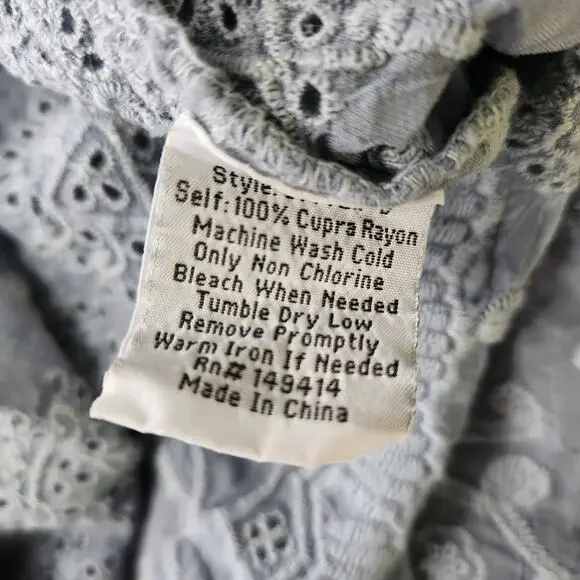 Style:
Self:100% Cupra Rayon
Machine Wash Cold
Only Non Chlorine
Bleach When Needed
Tumble Dry Low
Remove Promptly
Warm Iron If Needed
Rn# 149414
Made In China